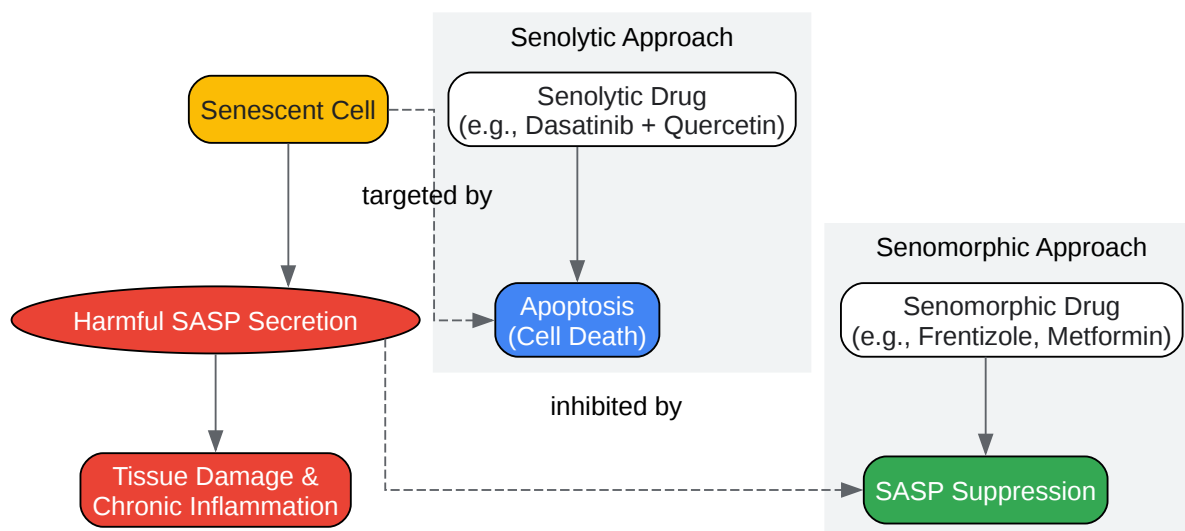 Senolytic Approach
Senescent Cell
Senolytic Drug
(e.g., Dasatinib + Quercetin)
targeted by
Senomorphic Approach
Harmful SASP Secretion
Apoptosis
(Cell Death)
Senomorphic Drug
(e.g., Frentizole, Metformin)
inhibited by
Tissue Damage &
Chronic Inflammation
SASP Suppression